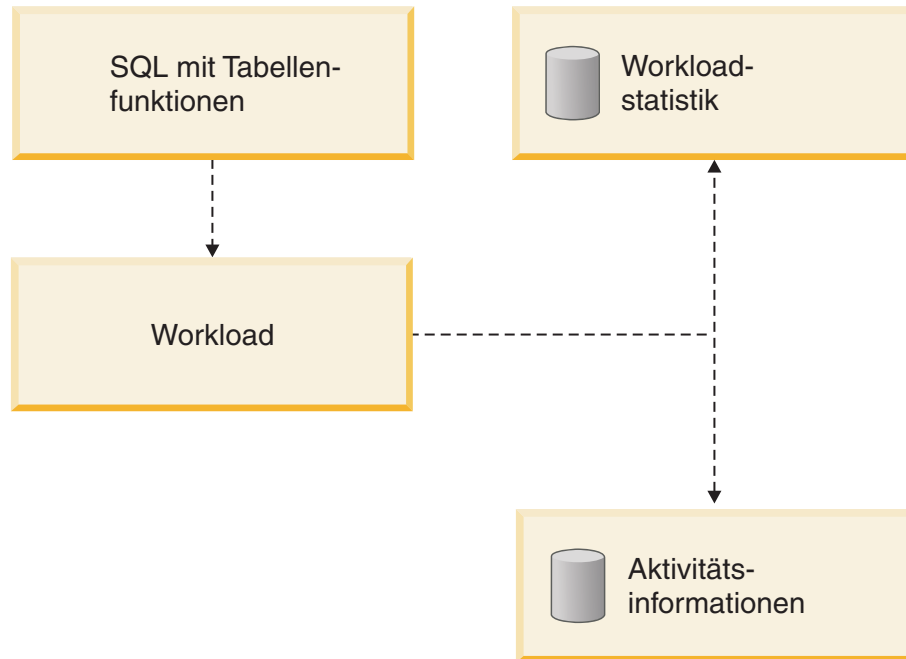 SQL mit Tabellen-
funktionen
Workload-
statistik
Workload
Aktivitäts-
informationen